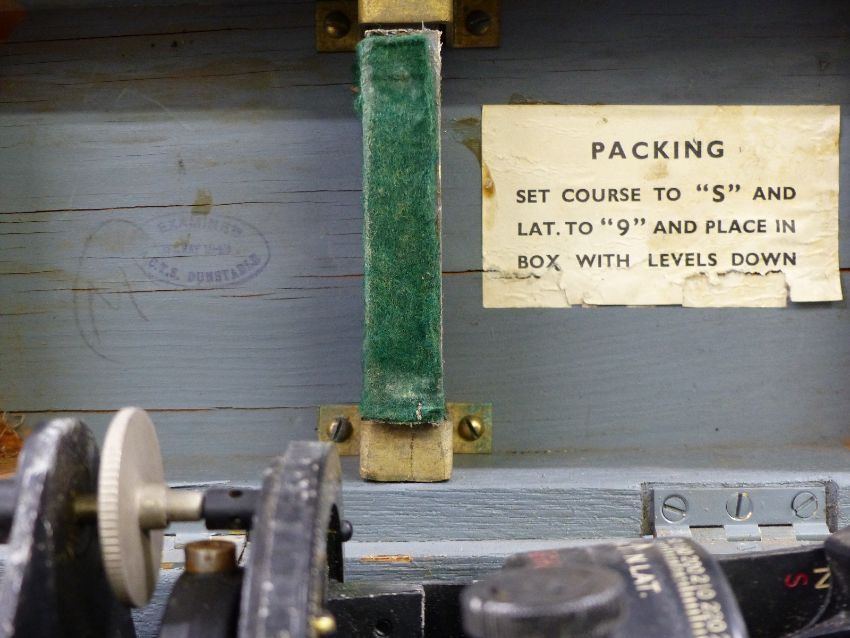 PACKING
SET COURSE TO "S" AND
LAT. TO "9" AND PLACE IN
BOX WITH LEVELS DOWN
EXAMINED
C.T.S. DUNSTABLE
N LAT.
S N